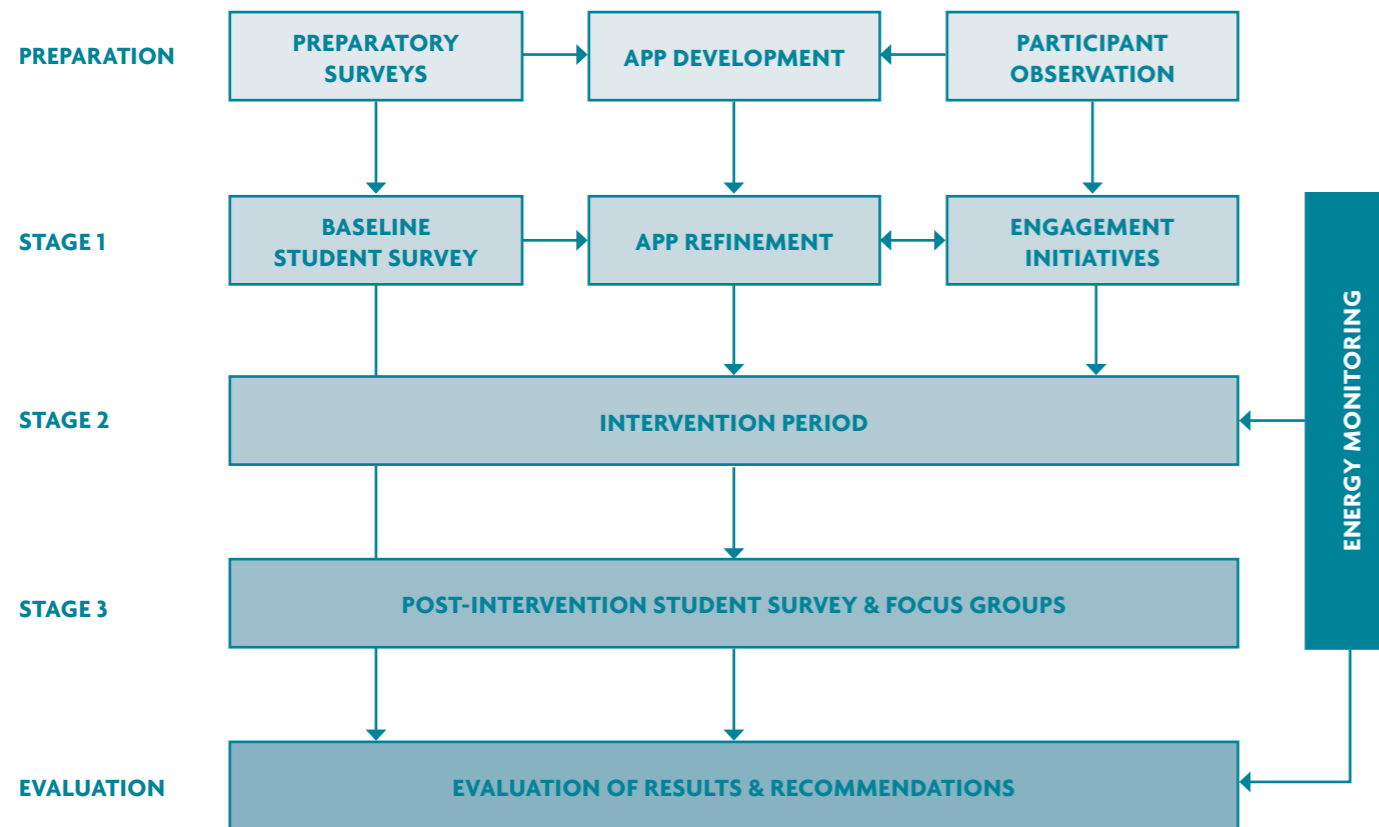 PREPARATION
PREPARATORY
SURVEYS
APP DEVELOPMENT
PARTICIPANT
OBSERVATION
STAGE 1
BASELINE
STUDENT SURVEY
APP REFINEMENT
ENGAGEMENT
INITIATIVES
ENERGY MONITORING
STAGE 2
INTERVENTION PERIOD
STAGE 3
POST-INTERVENTION STUDENT SURVEY & FOCUS GROUPS
EVALUATION
EVALUATION OF RESULTS & RECOMMENDATIONS